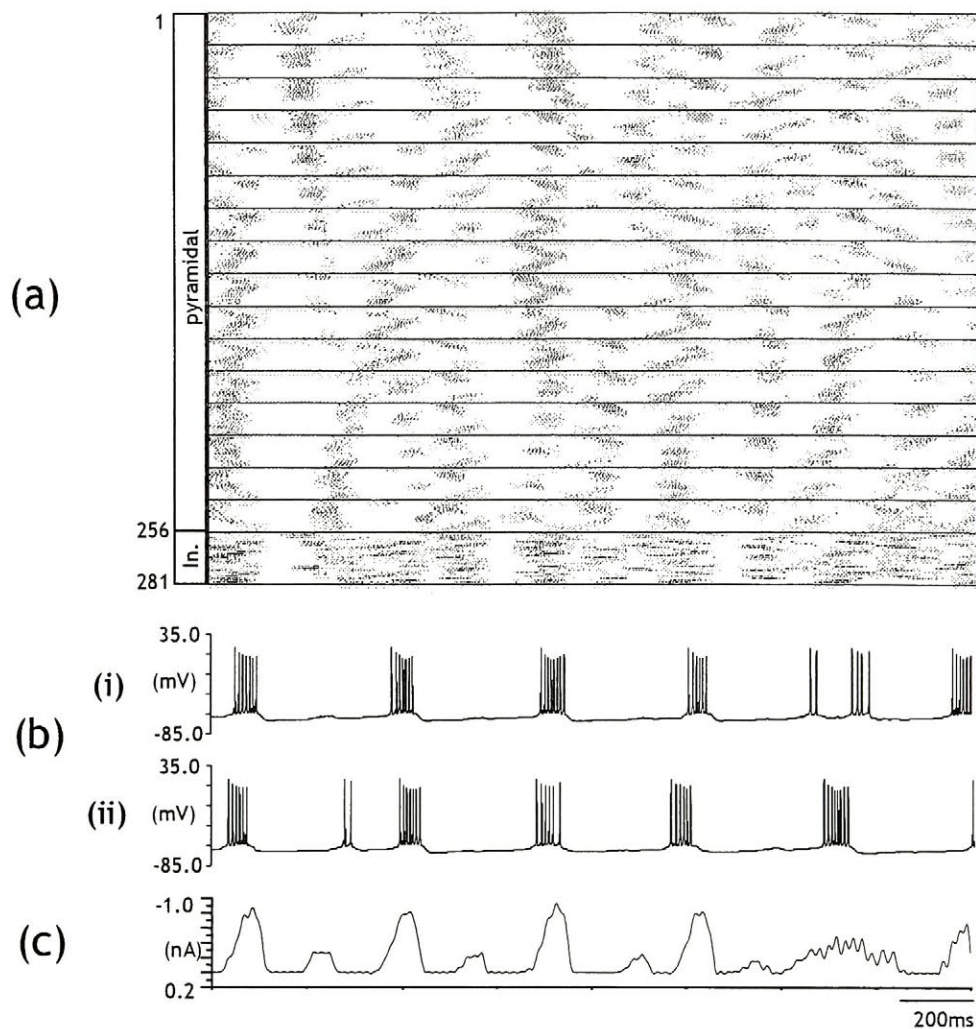 1
(a)
pyramidal
256
In.
281
35.0
(i)
(mV)
-85.0
(b)
35.0
(ii)
(mV)
-85.0
-1.0
(c)
(nA)
0.2
200ms